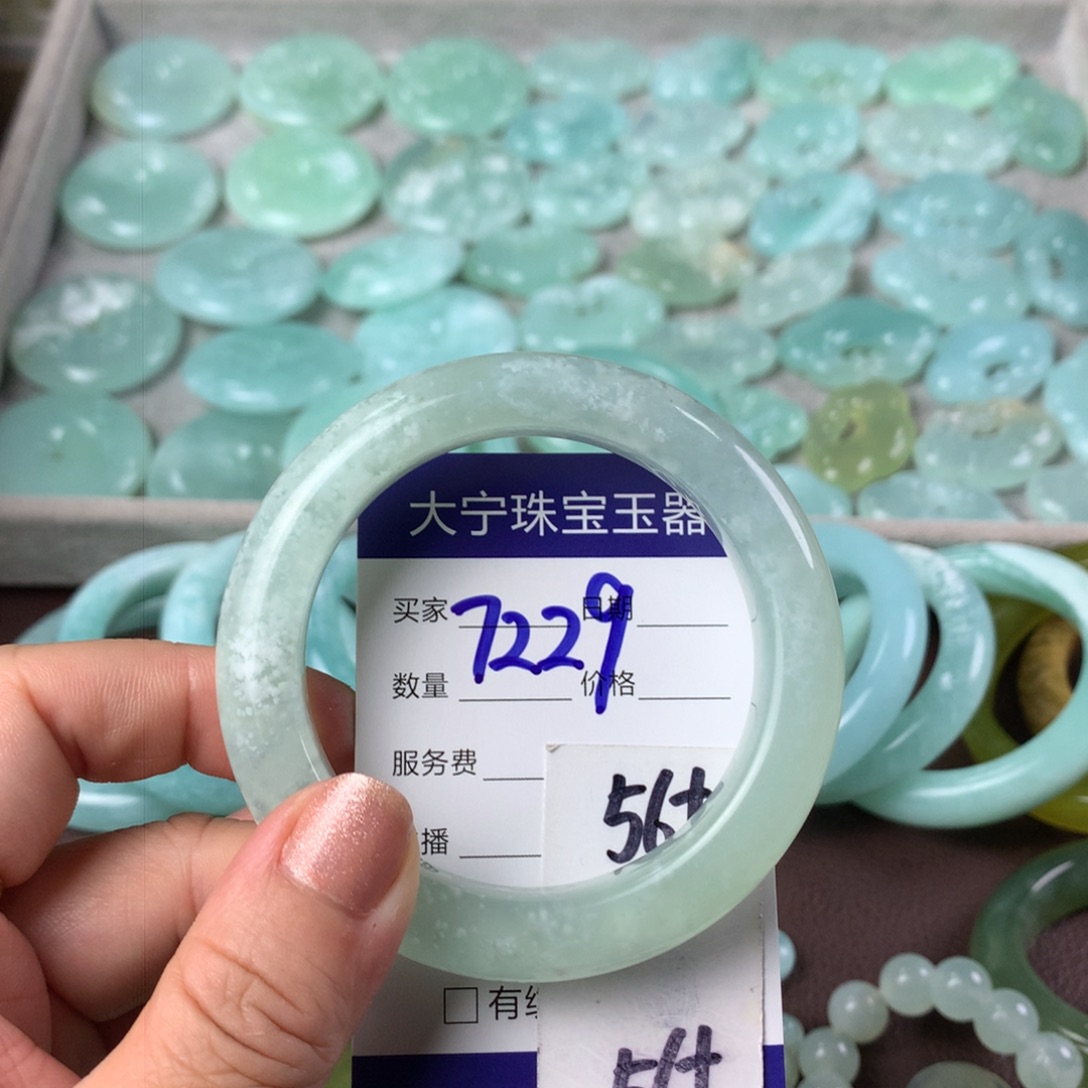 大宁珠宝玉器
买家 7229 日期
数量 价格
服务费
56+
播
有
56+